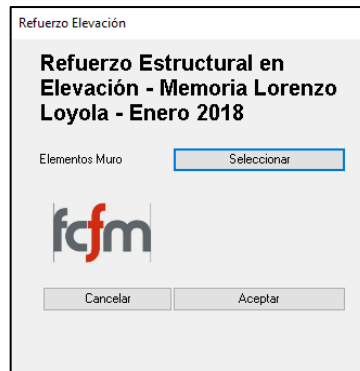 Refuerzo Elevación
Refuerzo Estructural en
Elevación - Memoria Lorenzo
Loyola - Enero 2018
Elementos Muro
Seleccionar
fcfm
Cancelar
Aceptar